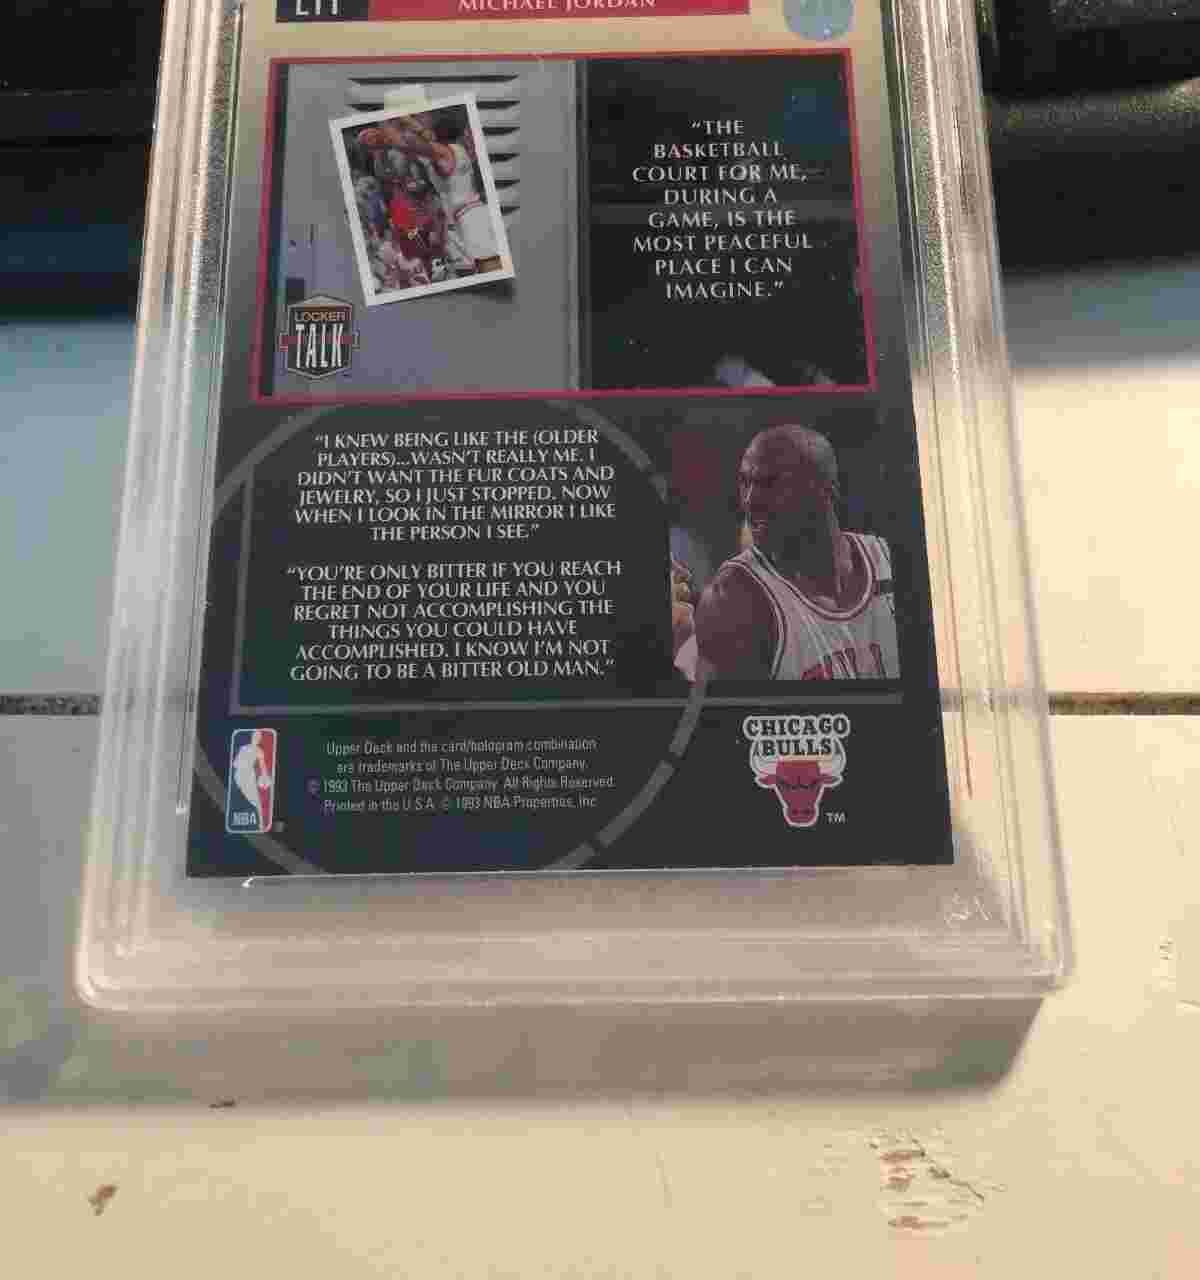 MICHAEL JORDAN
"THE
BASKETBALL
COURT FOR ME,
DURING A
GAME, IS THE
MOST PEACEFUL
PLACE I CAN
IMAGINE."
LOCKER
TALK
"I KNEW BEING LIKE THE (OLDER
PLAYERS)...WASN'T REALLY ME. I
DIDN'T WANT THE FUR COATS AND
JEWELRY, SO I JUST STOPPED. NOW
WHEN I LOOK IN THE MIRROR I LIKE
THE PERSON I SEE."
"YOU'RE ONLY BITTER IF YOU REACH
THE END OF YOUR LIFE AND YOU
REGRET NOT ACCOMPLISHING THE
THINGS YOU COULD HAVE
ACCOMPLISHED. I KNOW I'M NOT
GOING TO BE A BITTER OLD MAN."
Upper Deck and the card/hologram combination
are trademarks of The Upper Deck Company.
© 1993 The Upper Deck Company. All Rights Reserved.
Printed in the U.S.A. © 1993 NBA Properties, Inc.
NBA
CHICAGO
BULLS
TM